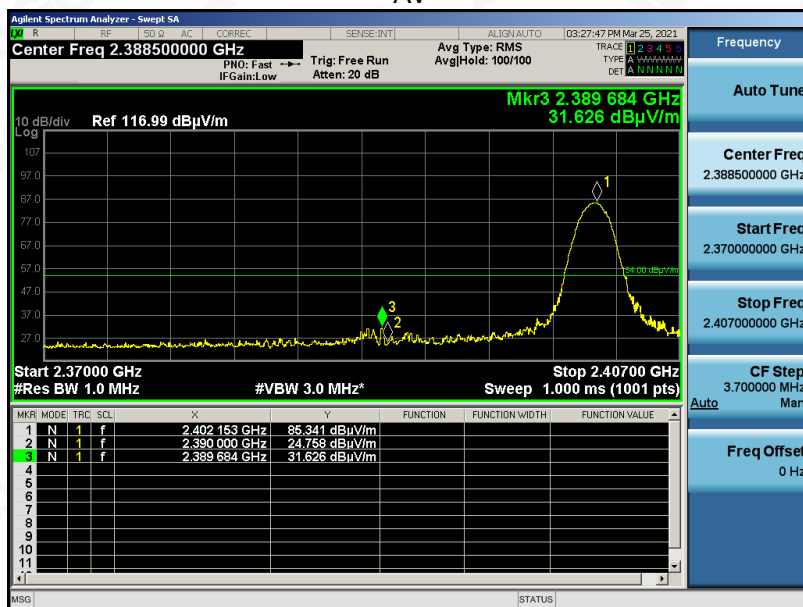 AV
Agilent Spectrum Analyzer - Swept SA
LXI R RF 50 Ω AC CORREC SENSE:INT ALIGN AUTO 03:27:47 PM Mar 25, 2021
Center Freq 2.388500000 GHz
PNO: Fast
IFGain:Low
Trig: Free Run
Atten: 20 dB
Avg Type: RMS
Avg|Hold: 100/100
TRACE 1 2 3 4 5 6
TYPE A WWWWW
DET A N N N N N
Mkr3 2.389 684 GHz
31.626 dBµV/m
10 dB/div Ref 116.99 dBµV/m
Log
107
97.0
87.0
77.0
67.0
57.0
47.0
37.0
27.0
1
54.00 dBµV/m
3
2
Start 2.37000 GHz Stop 2.40700 GHz
#Res BW 1.0 MHz #VBW 3.0 MHz* Sweep 1.000 ms (1001 pts)
MKR MODE TRC SCL X Y FUNCTION FUNCTION WIDTH FUNCTION VALUE
1 N 1 f 2.402 153 GHz 85.341 dBµV/m
2 N 1 f 2.390 000 GHz 24.758 dBµV/m
3 N 1 f 2.389 684 GHz 31.626 dBµV/m
4
5
6
7
8
9
10
11
MSG STATUS
Frequency
Auto Tune
Center Freq
2.388500000 GHz
Start Freq
2.370000000 GHz
Stop Freq
2.407000000 GHz
CF Step
3.700000 MHz
Auto Man
Freq Offset
0 Hz